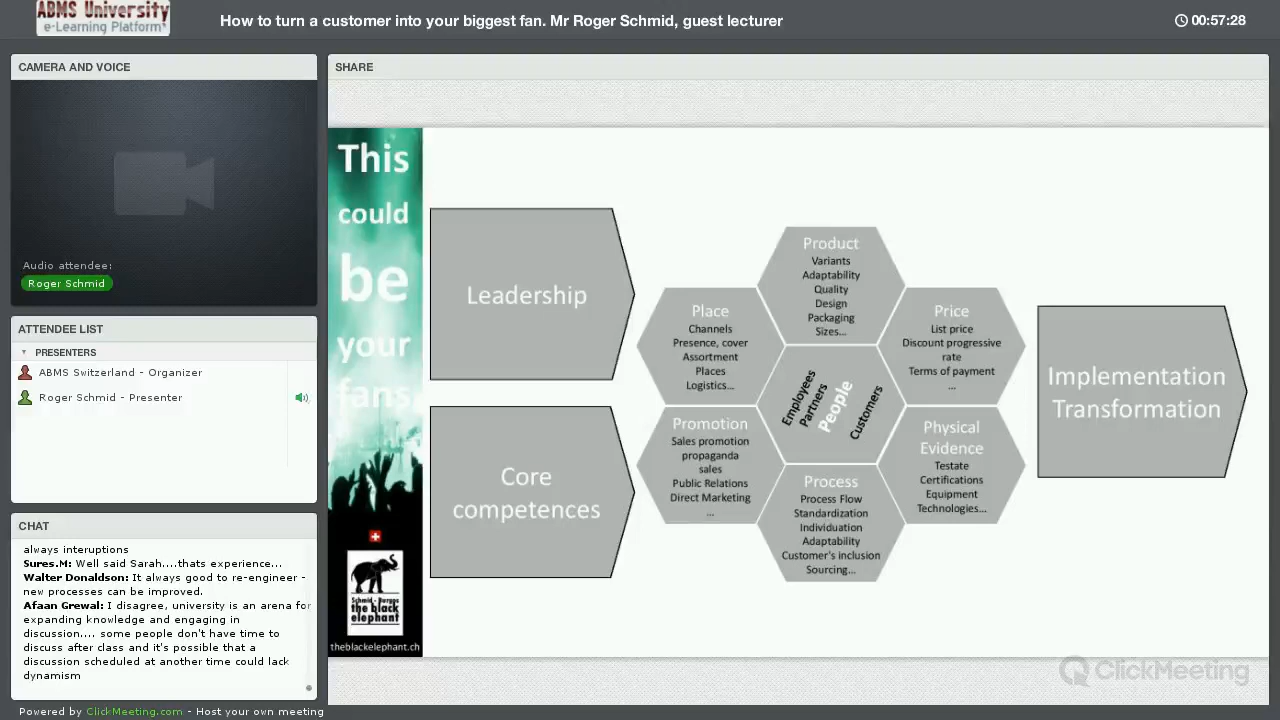 ABMS University
e-Learning Platform
How to turn a customer into your biggest fan. Mr Roger Schmid, guest lecturer
00:57:28
CAMERA AND VOICE
Audio attendee:
Roger Schmid
ATTENDEE LIST
PRESENTERS
ABMS Switzerland - Organizer
Roger Schmid - Presenter
CHAT
always interuptions
Sures.M: Well said Sarah....thats experience...
Walter Donaldson: It always good to re-engineer -
new processes can be improved.
Afaan Grewal: I disagree, university is an arena for
expanding knowledge and engaging in
discussion.... some people don't have time to
discuss after class and it's possible that a
discussion scheduled at another time could lack
dynamism
SHARE
This
could
be
your
fans
Schmid - Burgos
the black
elephant
theblackelephant.ch
Leadership
Core
competences
Place
Channels
Presence, cover
Assortment
Places
Logistics...
Promotion
Sales promotion
propaganda
sales
Public Relations
Direct Marketing
...
Product
Variants
Adaptability
Quality
Design
Packaging
Sizes...
Employees
Partners
People
Customers
Process
Process Flow
Standardization
Individuation
Adaptability
Customer's inclusion
Sourcing...
Price
List price
Discount progressive
rate
Terms of payment
...
Physical
Evidence
Testate
Certifications
Equipment
Technologies...
Implementation
Transformation
ClickMeeting
Powered by ClickMeeting.com - Host your own meeting